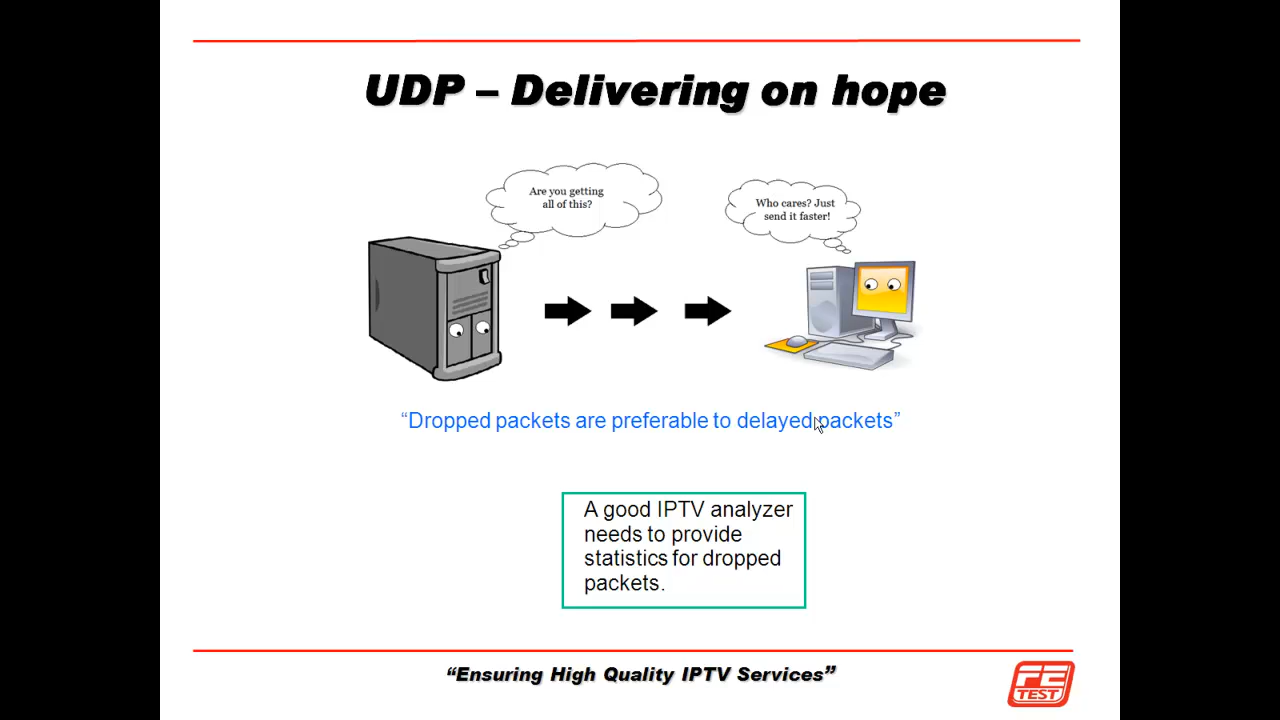 UDP – Delivering on hope
Are you getting
all of this?
Who cares? Just
send it faster!
“Dropped packets are preferable to delayed packets”
A good IPTV analyzer
needs to provide
statistics for dropped
packets.
“Ensuring High Quality IPTV Services”
FE
TEST